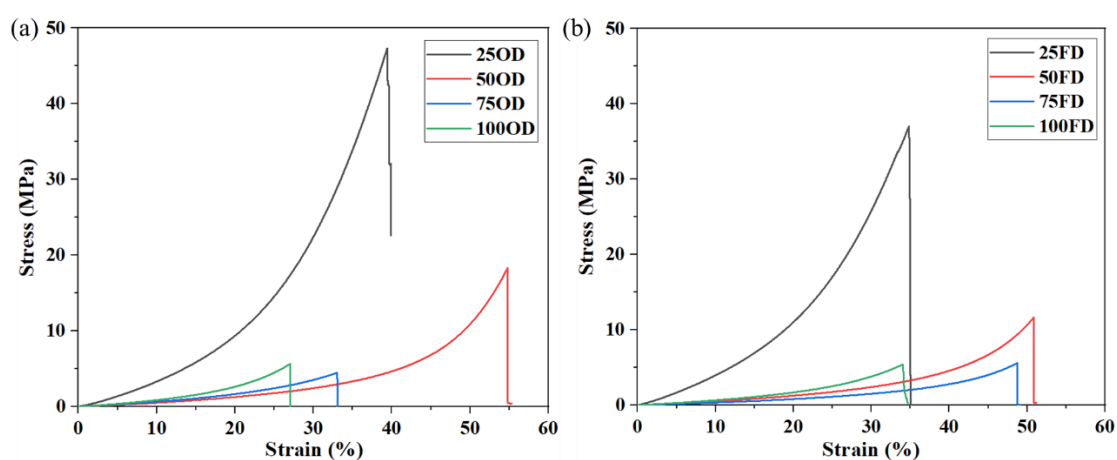 (a)
50
40
30
20
10
0
Stress (MPa)
25OD
50OD
75OD
100OD
0 10 20 30 40 50 60
Strain (%)
(b)
50
40
30
20
10
0
Stress (MPa)
25FD
50FD
75FD
100FD
0 10 20 30 40 50 60
Strain (%)